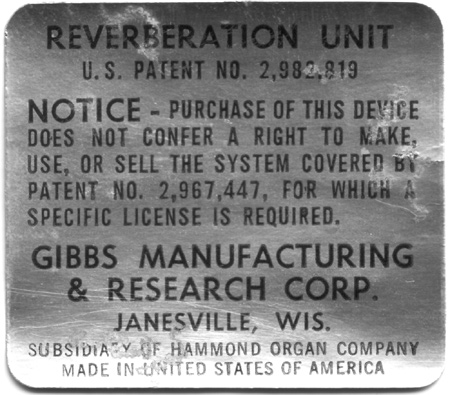 REVERBERATION UNIT
U.S. PATENT NO. 2,982,819
NOTICE - PURCHASE OF THIS DEVICE
DOES NOT CONFER A RIGHT TO MAKE,
USE, OR SELL THE SYSTEM COVERED BY
PATENT NO. 2,967,447, FOR WHICH A
SPECIFIC LICENSE IS REQUIRED.
GIBBS MANUFACTURING
& RESEARCH CORP.
JANESVILLE, WIS.
SUBSIDIARY OF HAMMOND ORGAN COMPANY
MADE IN UNITED STATES OF AMERICA